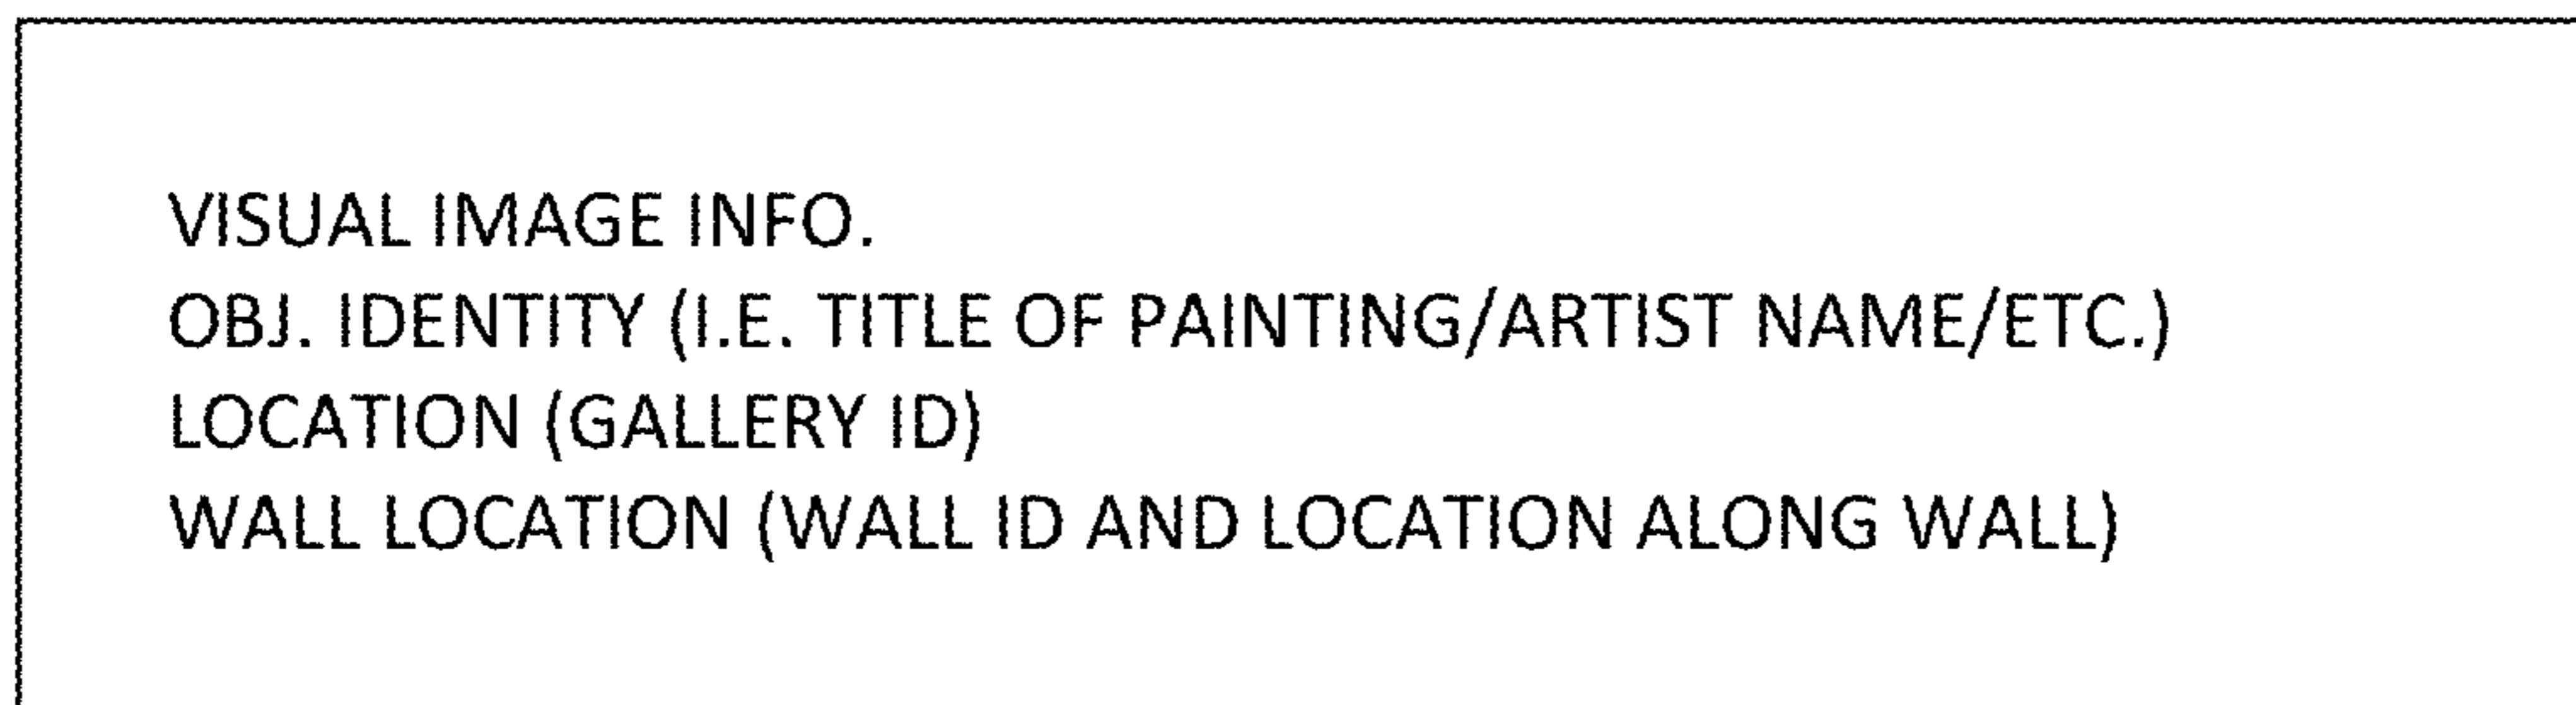 VISUAL IMAGE INFO.
OBJ. IDENTITY (I.E. TITLE OF PAINTING/ARTIST NAME/ETC.)
LOCATION (GALLERY ID)
WALL LOCATION (WALL ID AND LOCATION ALONG WALL)